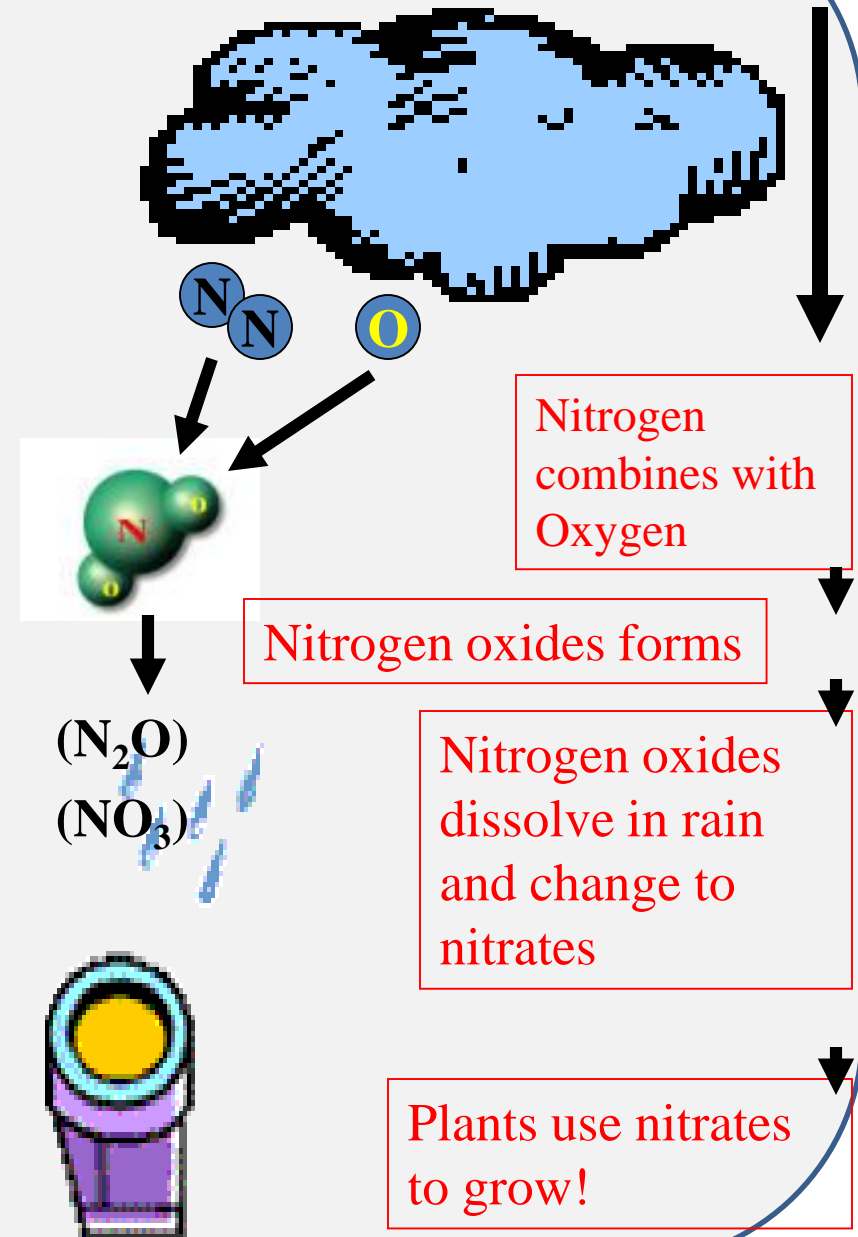 N
N
O
Nitrogen
combines with
Oxygen
O
N
O
Nitrogen oxides forms
(N₂O)
(NO₃)
Nitrogen oxides
dissolve in rain
and change to
nitrates
Plants use nitrates
to grow!